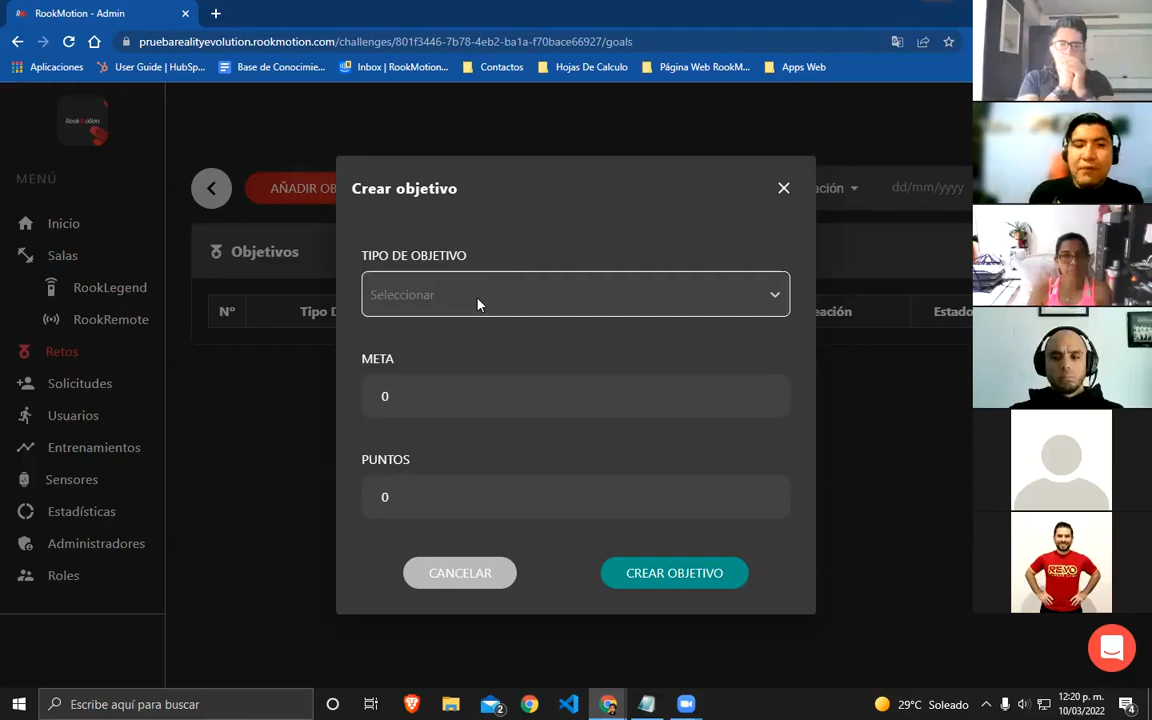 RookMotion - Admin
pruebarealityevolution.rookmotion.com/challenges/801f3446-7b78-4eb2-ba1a-f70bace66927/goals
Aplicaciones
User Guide | HubSp...
Base de Conocimie...
Inbox | RookMotion...
Contactos
Hojas De Calculo
Página Web RookM...
Apps Web
RookMotion
MENÚ
Inicio
Salas
RookLegend
RookRemote
Retos
Solicitudes
Usuarios
Entrenamientos
Sensores
Estadísticas
Administradores
Roles
AÑADIR OB
ación
dd/mm/yyyy
Objetivos
Nº
Tipo D
eación
Estado
Crear objetivo
TIPO DE OBJETIVO
Seleccionar
META
0
PUNTOS
0
CANCELAR
CREAR OBJETIVO
REVO
Escribe aquí para buscar
2
29°C Soleado
12:20 p. m.
10/03/2022
4